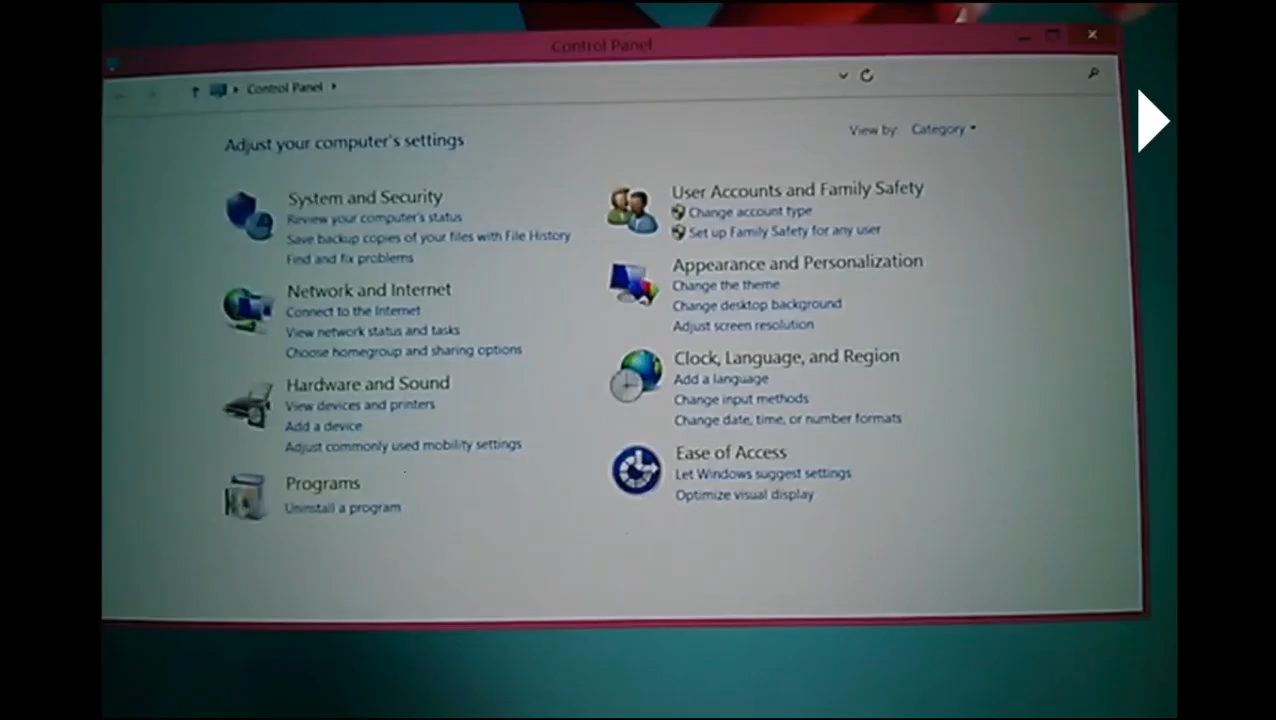 Control Panel
Control Panel
Adjust your computer's settings
View by: Category
System and Security
Review your computer's status
Save backup copies of your files with File History
Find and fix problems
Network and Internet
Connect to the Internet
View network status and tasks
Choose homegroup and sharing options
Hardware and Sound
View devices and printers
Add a device
Adjust commonly used mobility settings
Programs
Uninstall a program
User Accounts and Family Safety
Change account type
Set up Family Safety for any user
Appearance and Personalization
Change the theme
Change desktop background
Adjust screen resolution
Clock, Language, and Region
Add a language
Change input methods
Change date, time, or number formats
Ease of Access
Let Windows suggest settings
Optimize visual display